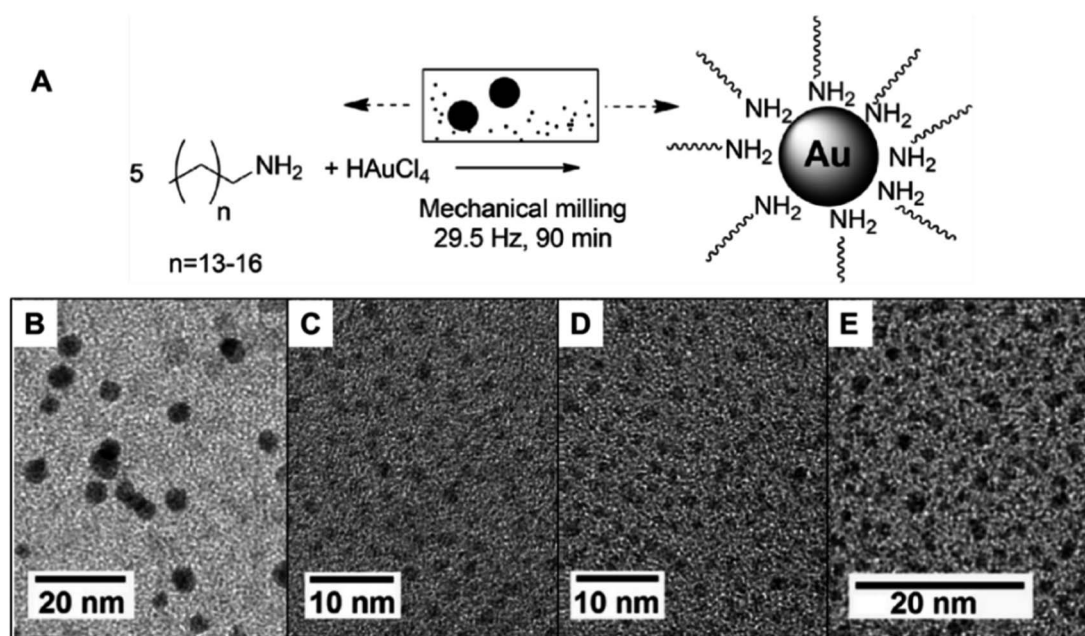 A
5
n
NH2
+ HAuCl4
n=13-16
Mechanical milling
29.5 Hz, 90 min
Au
NH2
NH2
NH2
NH2
NH2
NH2
NH2
NH2
B
20 nm
C
10 nm
D
10 nm
E
20 nm